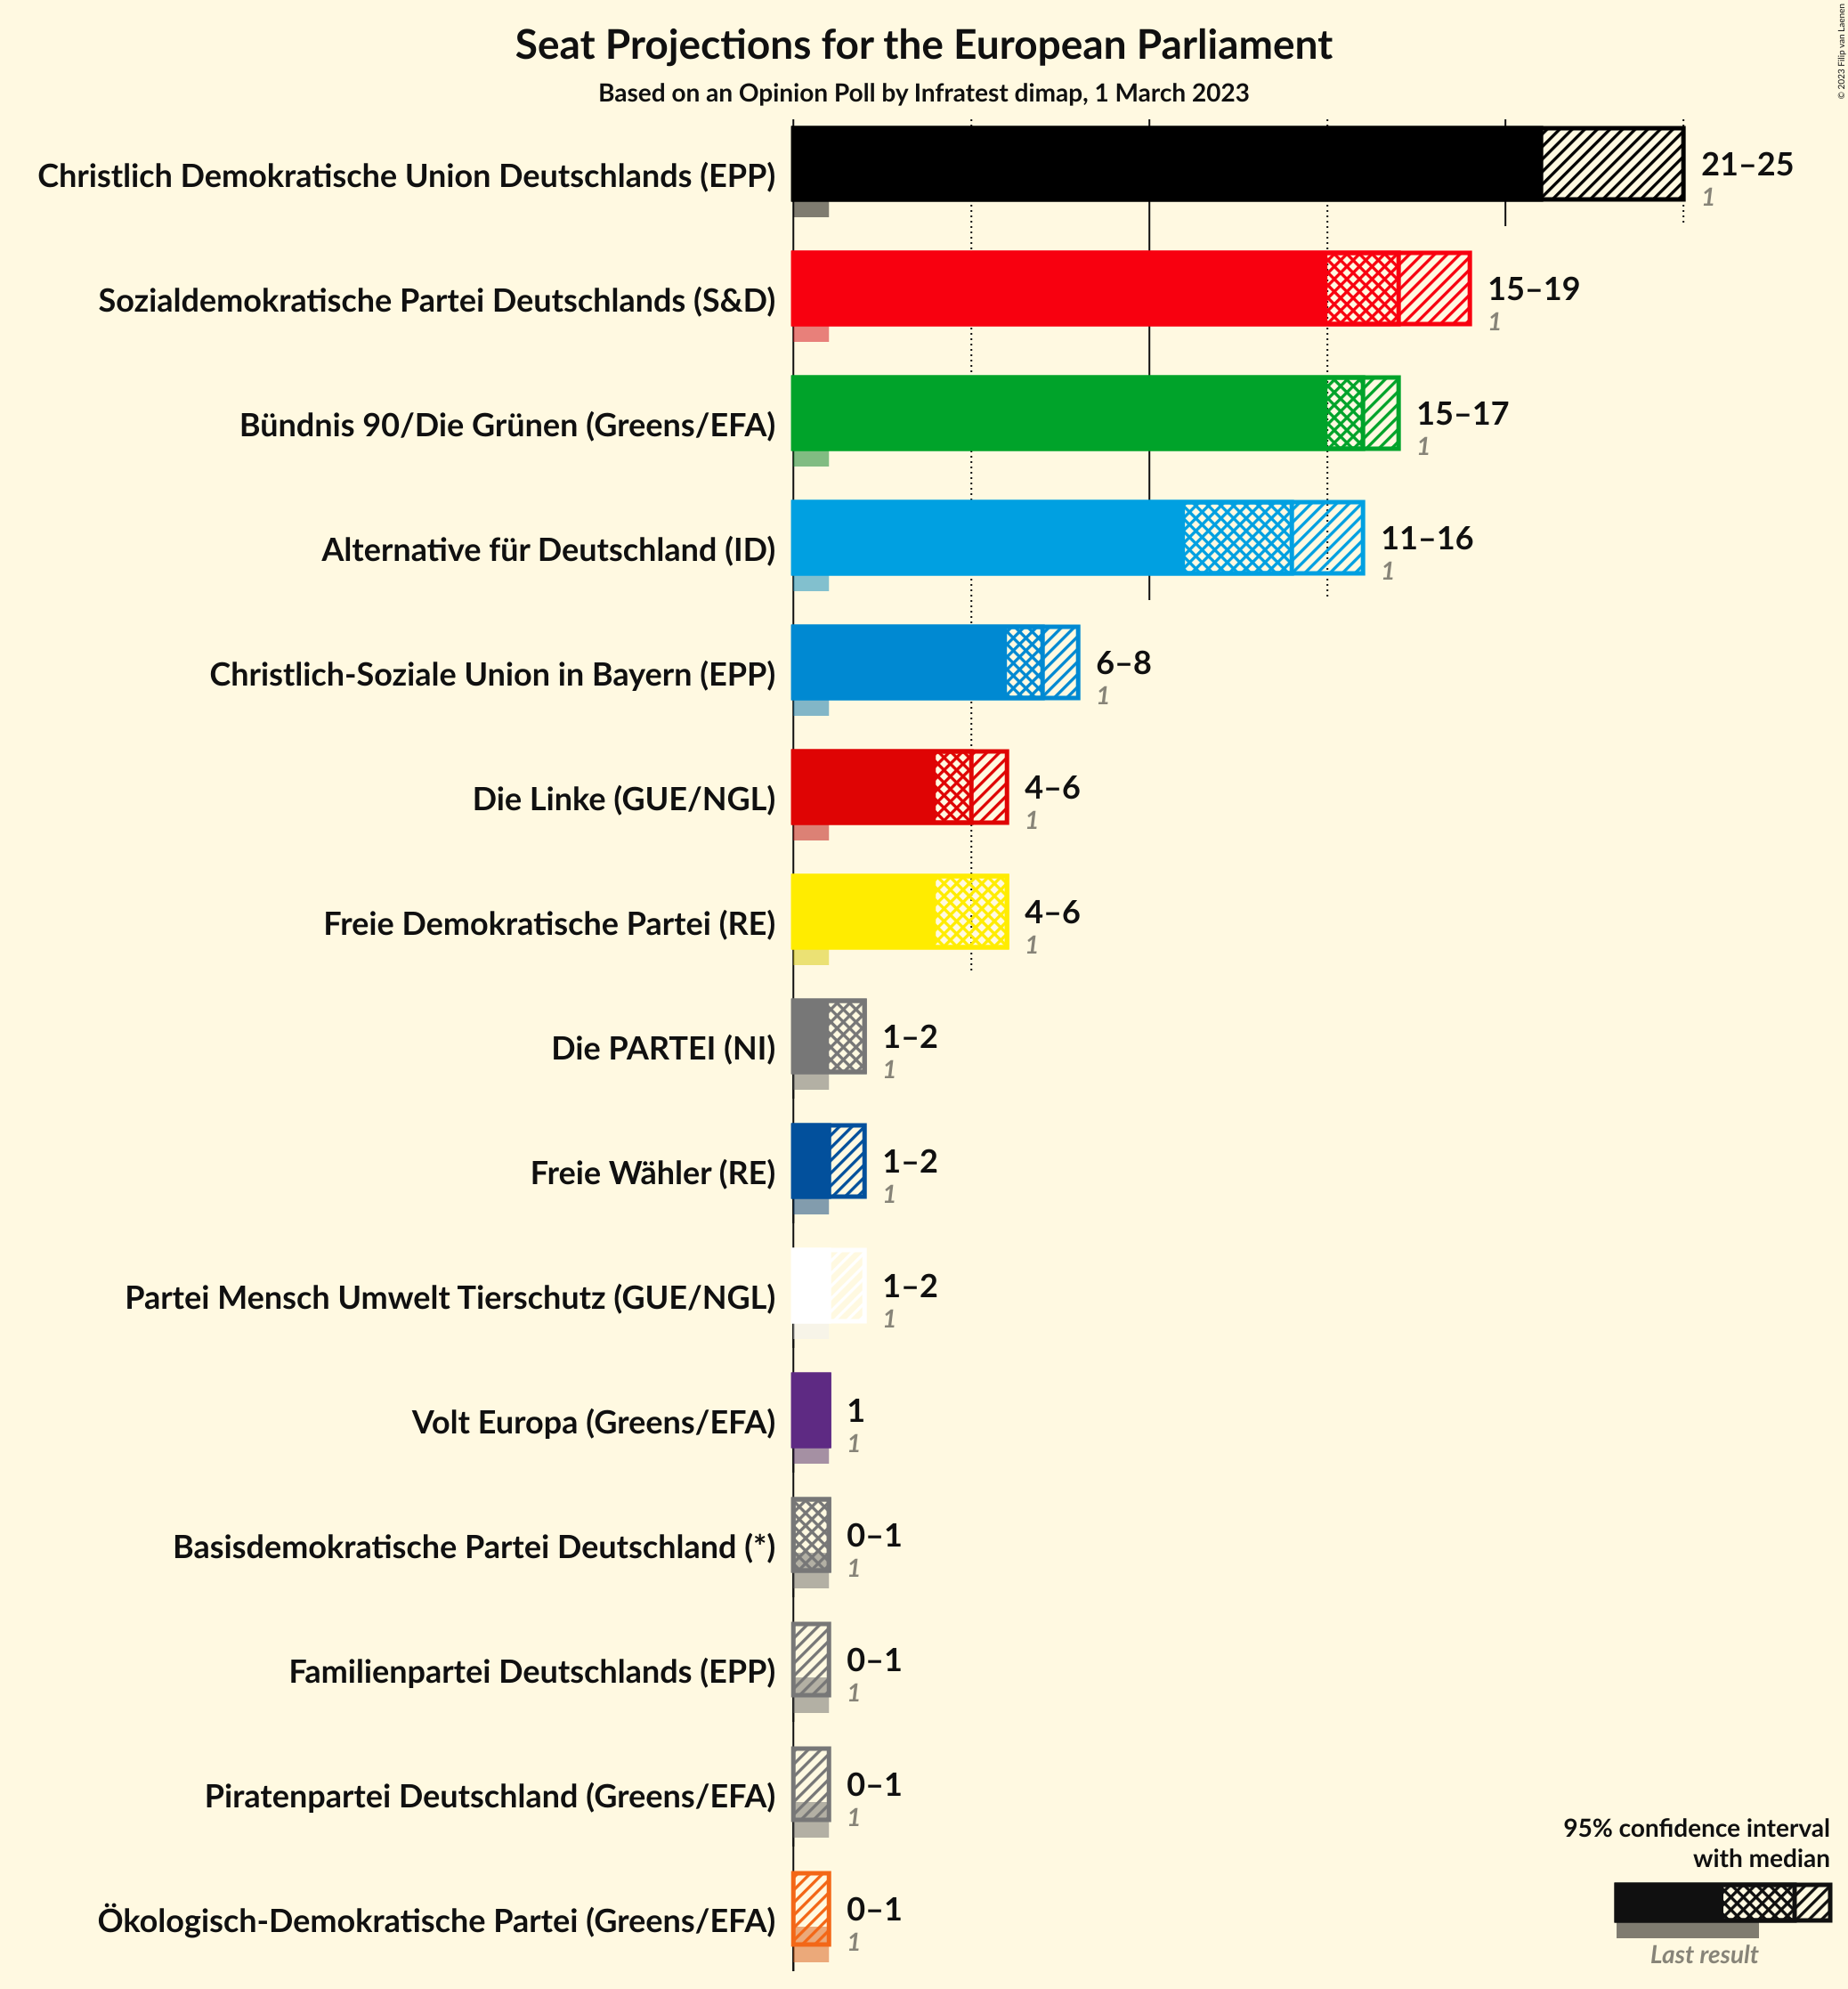 Seat Projections for the European Parliament
Based on an Opinion Poll by Infratest dimap, 1 March 2023
© 2023 Filip van Laenen
Christlich Demokratische Union Deutschlands (EPP)
21–25
1
Sozialdemokratische Partei Deutschlands (S&D)
15–19
1
Bündnis 90/Die Grünen (Greens/EFA)
15–17
1
Alternative für Deutschland (ID)
11–16
1
Christlich-Soziale Union in Bayern (EPP)
6–8
1
Die Linke (GUE/NGL)
4–6
1
Freie Demokratische Partei (RE)
4–6
1
Die PARTEI (NI)
1–2
1
Freie Wähler (RE)
1–2
1
Partei Mensch Umwelt Tierschutz (GUE/NGL)
1–2
1
Volt Europa (Greens/EFA)
1
1
Basisdemokratische Partei Deutschland (*)
0–1
1
Familienpartei Deutschlands (EPP)
0–1
1
Piratenpartei Deutschland (Greens/EFA)
0–1
1
Ökologisch-Demokratische Partei (Greens/EFA)
0–1
1
95% confidence interval
with median
Last result